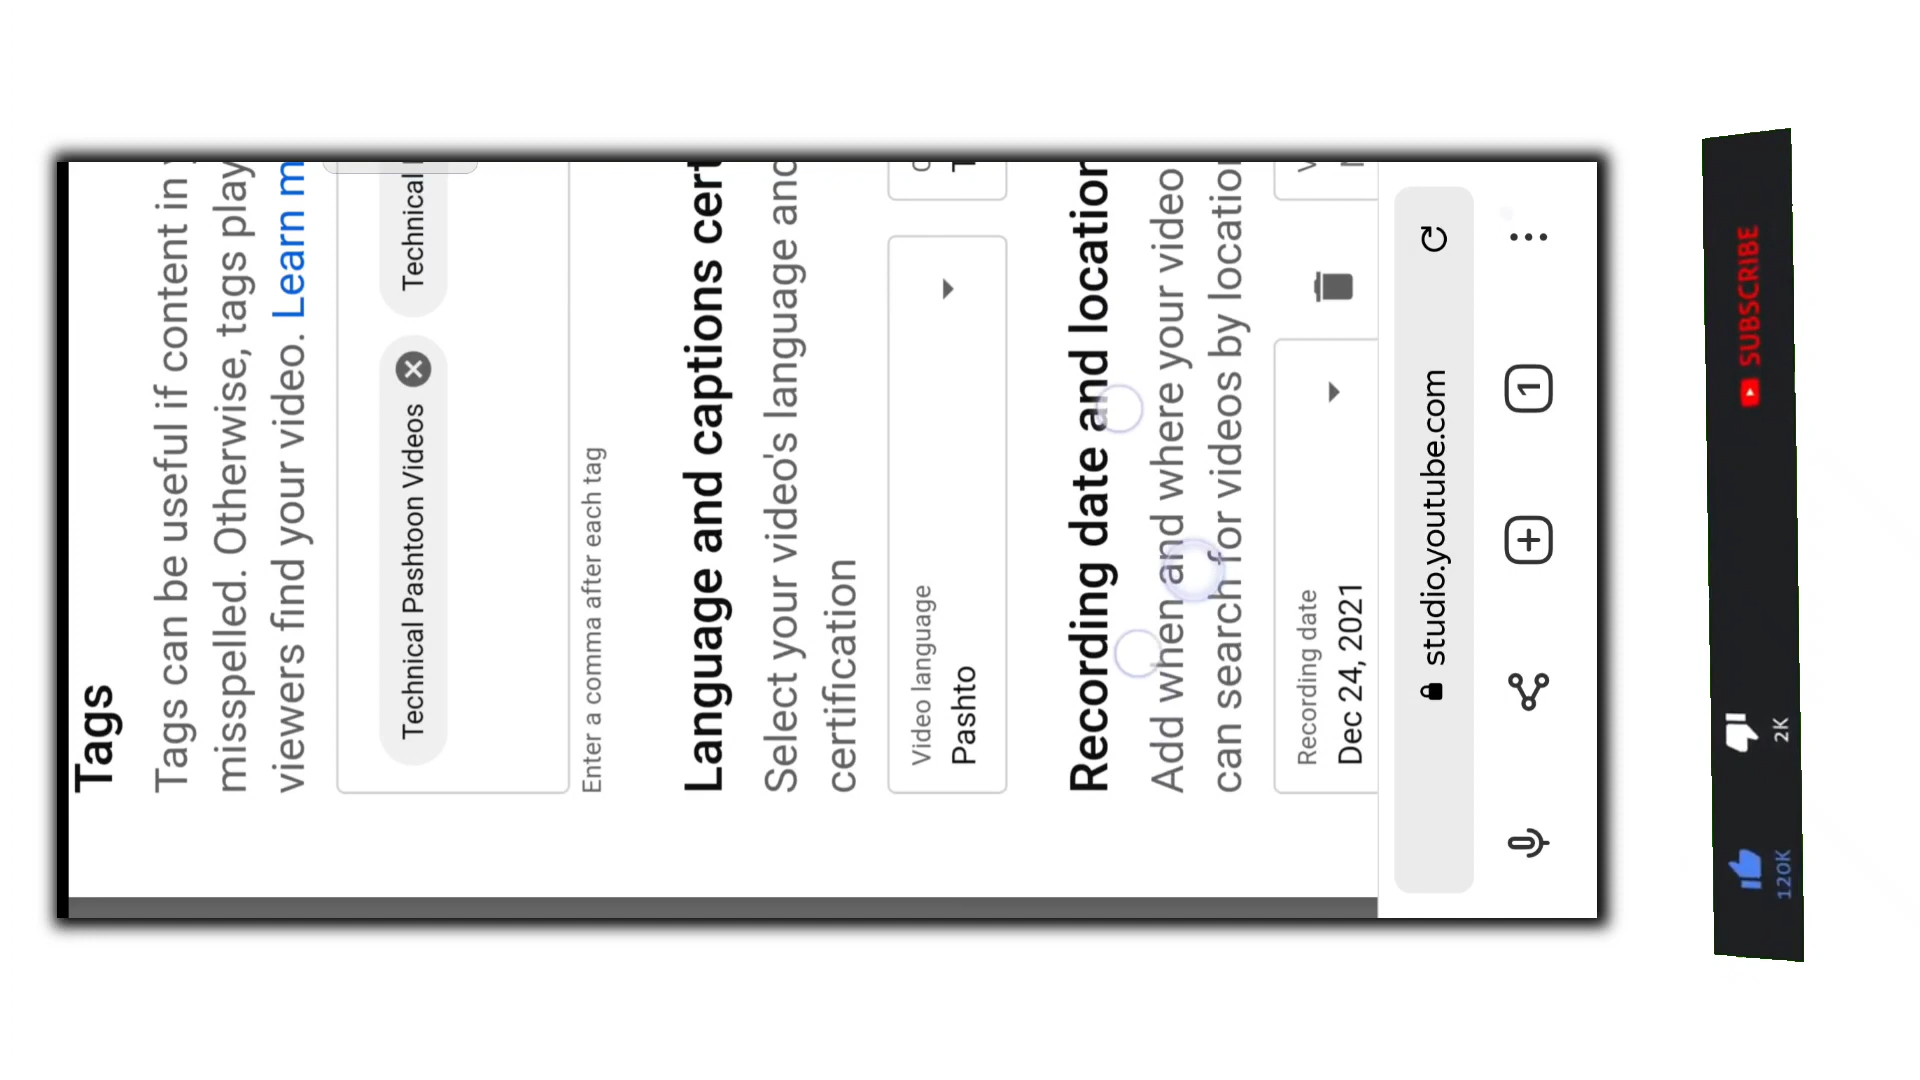 Tags
Tags can be useful if content in
misspelled. Otherwise, tags play
viewers find your video. Learn m
Technical Pashtoon Videos
Technical
Enter a comma after each tag
Language and captions cert
Select your video's language and
certification
Video language
Pashto
Recording date and location
Add when and where your video
can search for videos by location
Recording date
Dec 24, 2021
studio.youtube.com
1
120K
2K
SUBSCRIBE